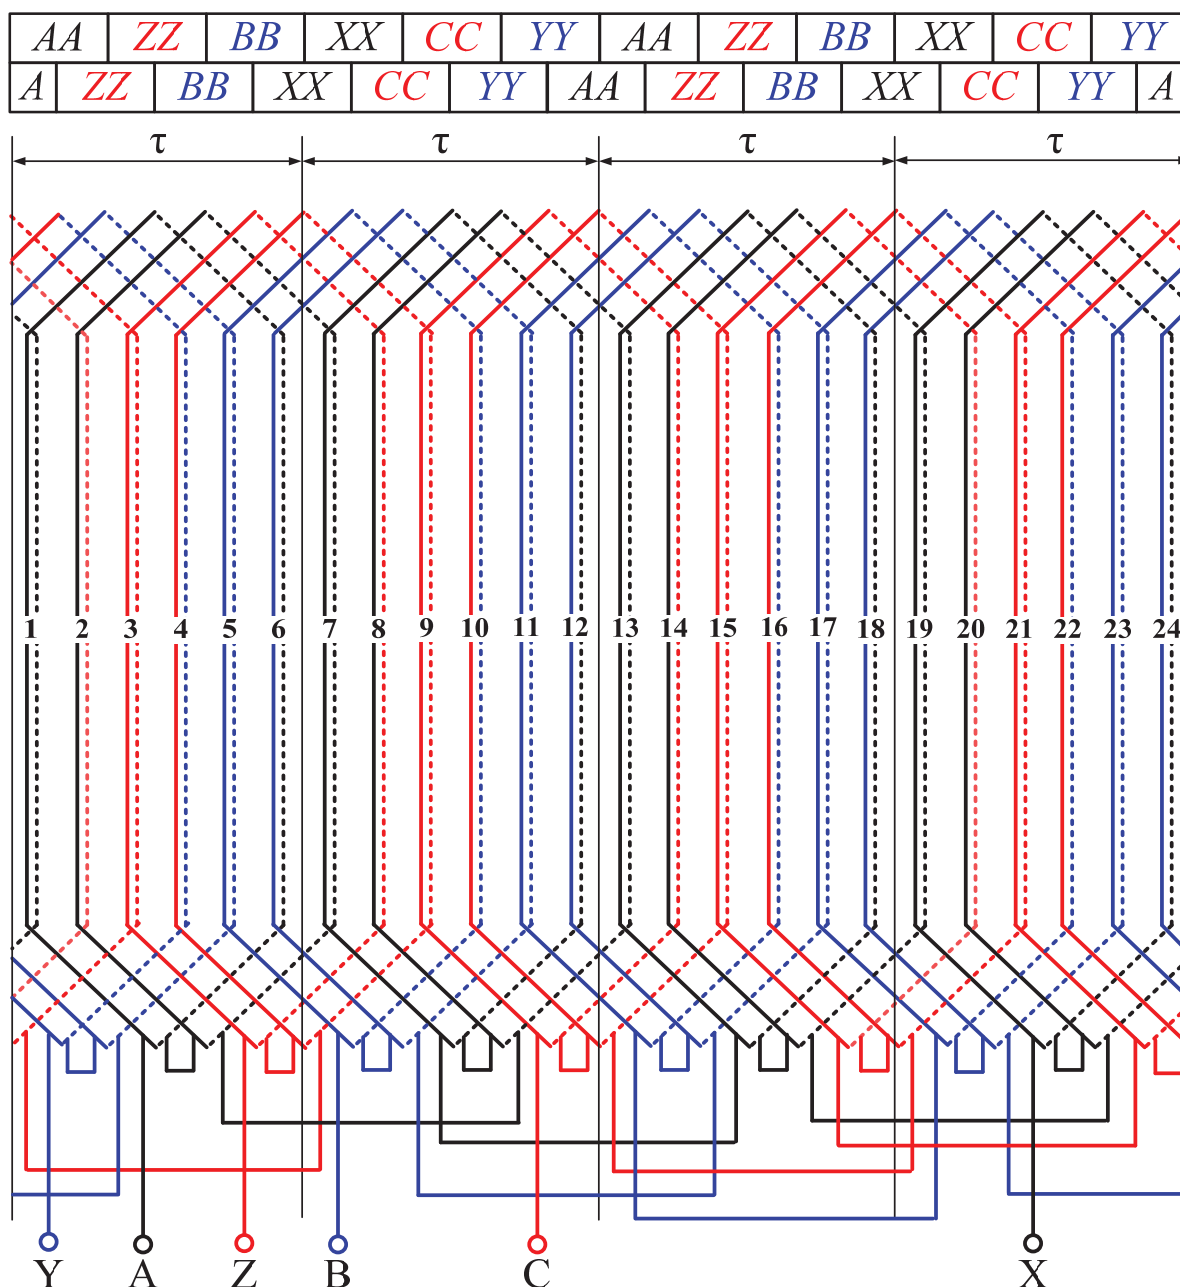 AA ZZ BB XX CC YY AA ZZ BB XX CC YY
A ZZ BB XX CC YY AA ZZ BB XX CC YY A
τ τ τ τ
1 2 3 4 5 6 7 8 9 10 11 12 13 14 15 16 17 18 19 20 21 22 23 24
Y A Z B C X